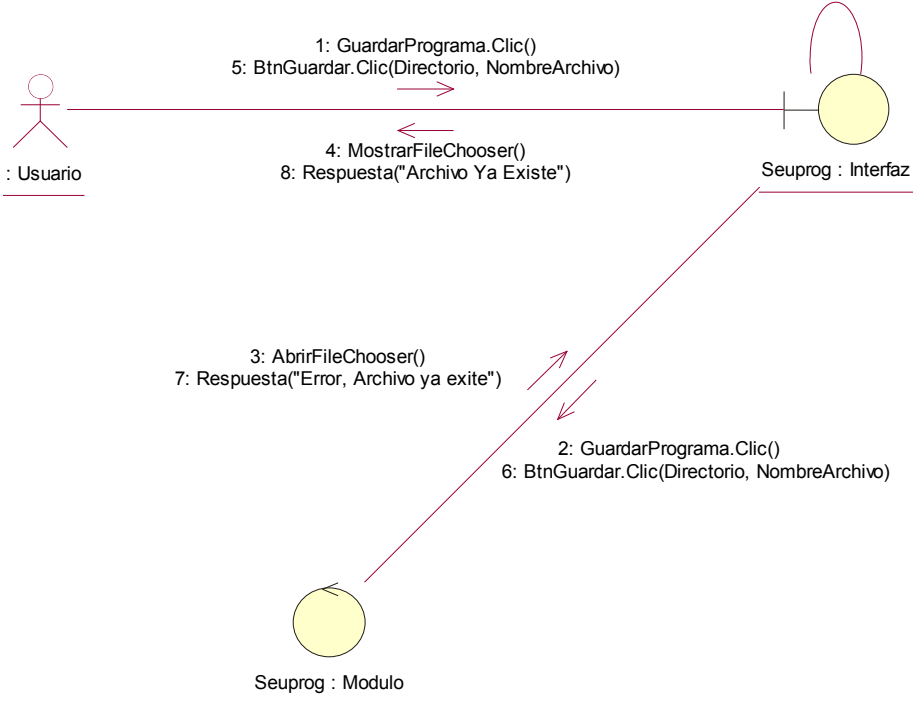 1: GuardarPrograma.Clic()
5: BtnGuardar.Clic(Directorio, NombreArchivo)
4: MostrarFileChooser()
8: Respuesta("Archivo Ya Existe")
: Usuario
Seuprog : Interfaz
3: AbrirFileChooser()
7: Respuesta("Error, Archivo ya exite")
2: GuardarPrograma.Clic()
6: BtnGuardar.Clic(Directorio, NombreArchivo)
Seuprog : Modulo